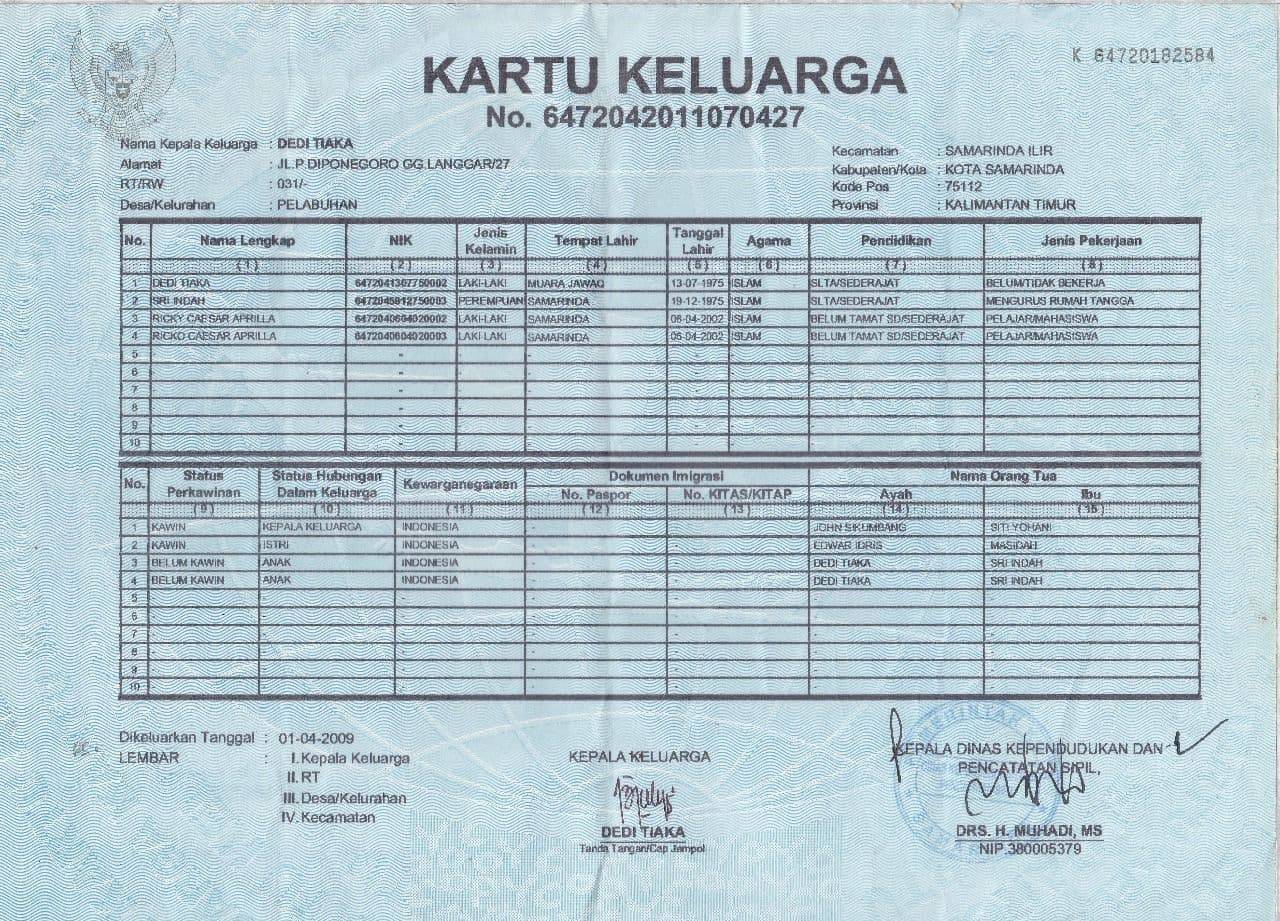 K 64720182584
KARTU KELUARGA
No. 6472042011070427
Nama Kepala Keluarga : DEDI TIAKA
Alamat : JL.P.DIPONEGORO GG.LANGGAR/27
RT/RW : 031/-
Desa/Kelurahan : PELABUHAN
Kecamatan : SAMARINDA ILIR
Kabupaten/Kota : KOTA SAMARINDA
Kode Pos : 75112
Provinsi : KALIMANTAN TIMUR
No. Nama Lengkap NIK Jenis Kelamin Tempat Lahir Tanggal Lahir Agama Pendidikan Jenis Pekerjaan
(1) (2) (3) (4) (5) (6) (7) (8)
1 DEDI TIAKA 6472041307750002 LAKI-LAKI MUARA JAWAQ 13-07-1975 ISLAM SLTA/SEDERAJAT BELUM/TIDAK BEKERJA
2 SRI INDAH 6472045912750003 PEREMPUAN SAMARINDA 19-12-1975 ISLAM SLTA/SEDERAJAT MENGURUS RUMAH TANGGA
3 RICKY CAESAR APRILLA 6472040604020002 LAKI-LAKI SAMARINDA 06-04-2002 ISLAM BELUM TAMAT SD/SEDERAJAT PELAJAR/MAHASISWA
4 RICKO CAESAR APRILLA 6472040604020003 LAKI-LAKI SAMARINDA ISLAM BELUM TAMAT SD/SEDERAJAT PELAJAR/MAHASISWA
5 -
6 -
7 -
8 -
9 -
10 -
No. Status Perkawinan Status Hubungan Dalam Keluarga Kewarganegaraan Dokumen Imigrasi Nama Orang Tua
No. Paspor No. KITAS/KITAP Ayah Ibu
(9) (10) (11) (12) (13) (14) (15)
1 KAWIN KEPALA KELUARGA INDONESIA - JOHN SIKUMBANG SITI YOHANI
2 KAWIN ISTRI INDONESIA - EDWAR IDRIS MASIDAH
3 BELUM KAWIN ANAK INDONESIA - DEDI TIAKA SRI INDAH
4 BELUM KAWIN ANAK INDONESIA - DEDI TIAKA SRI INDAH
5 -
6 -
7 -
8 -
9 -
10 -
Dikeluarkan Tanggal : 01-04-2009
LEMBAR : I. Kepala Keluarga
II. RT
III. Desa/Kelurahan
IV. Kecamatan
KEPALA KELUARGA
DEDI TIAKA
Tanda Tangan/Cap Jempol
KEPALA DINAS KEPENDUDUKAN DAN
PENCATATAN SIPIL,
DRS. H. MUHADI, MS
NIP.380005379